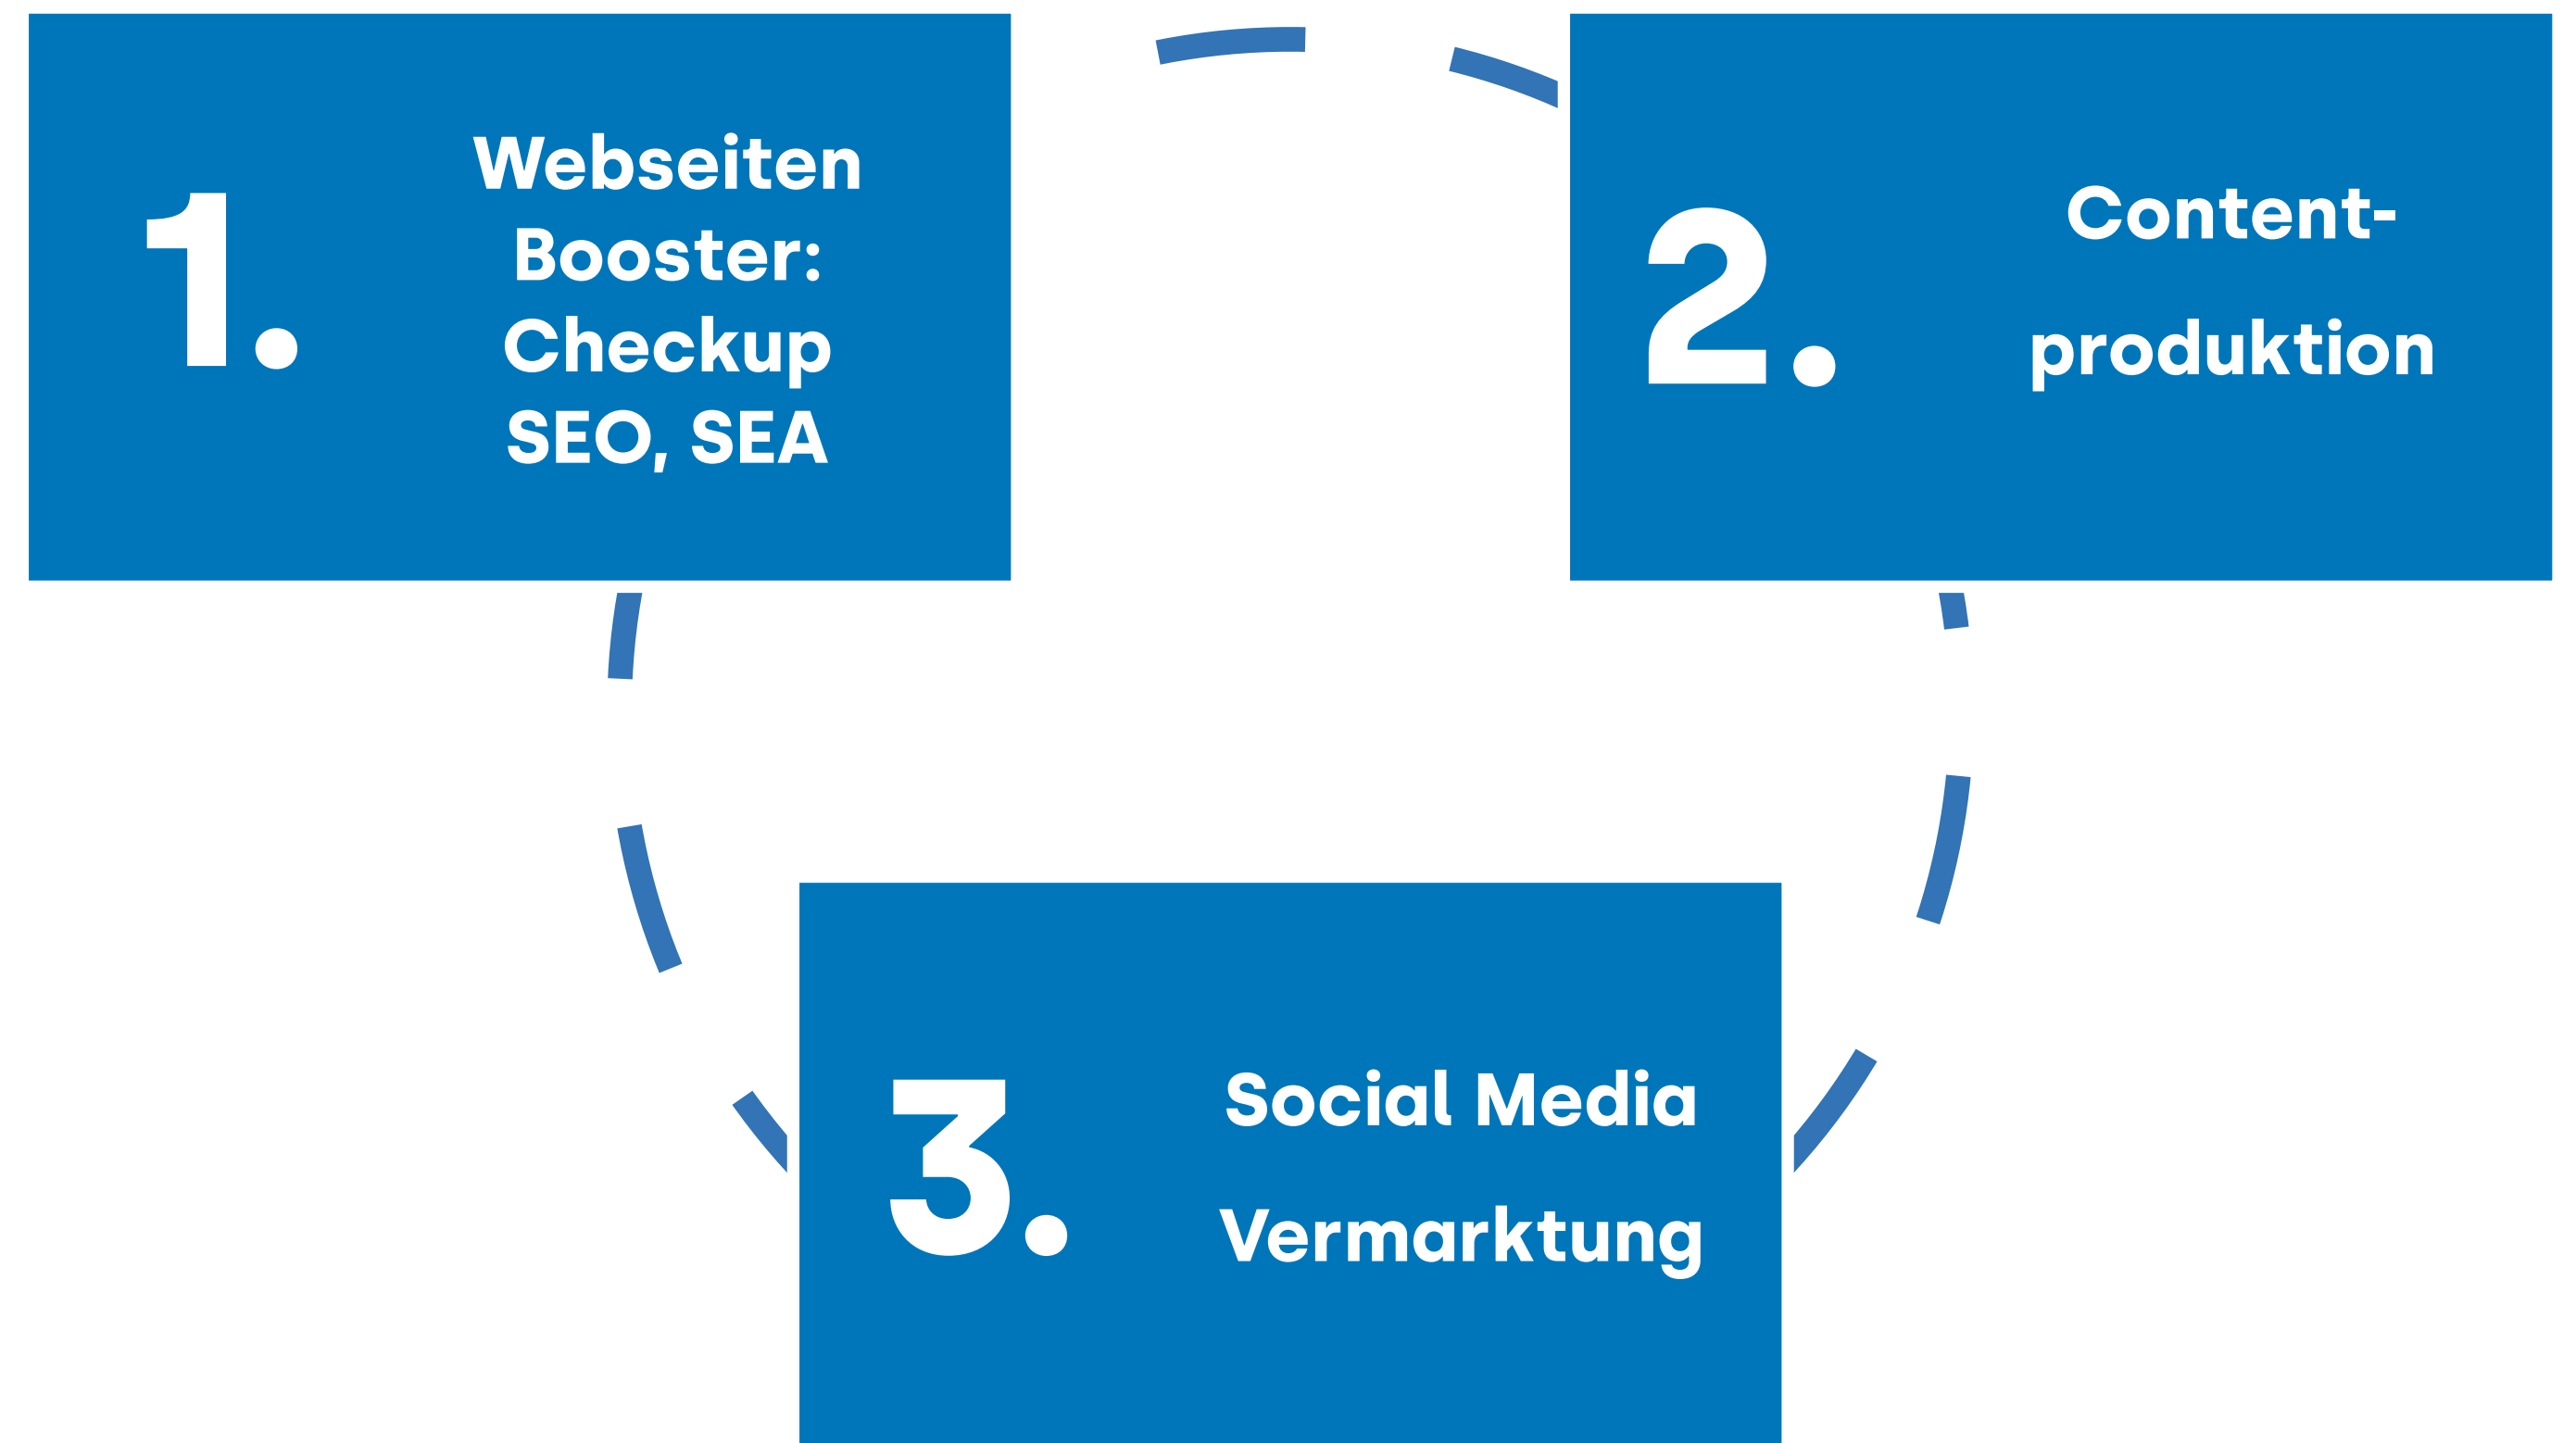 1.
Webseiten
Booster:
Checkup
SEO, SEA
2.
Content-
produktion
3.
Social Media
Vermarktung